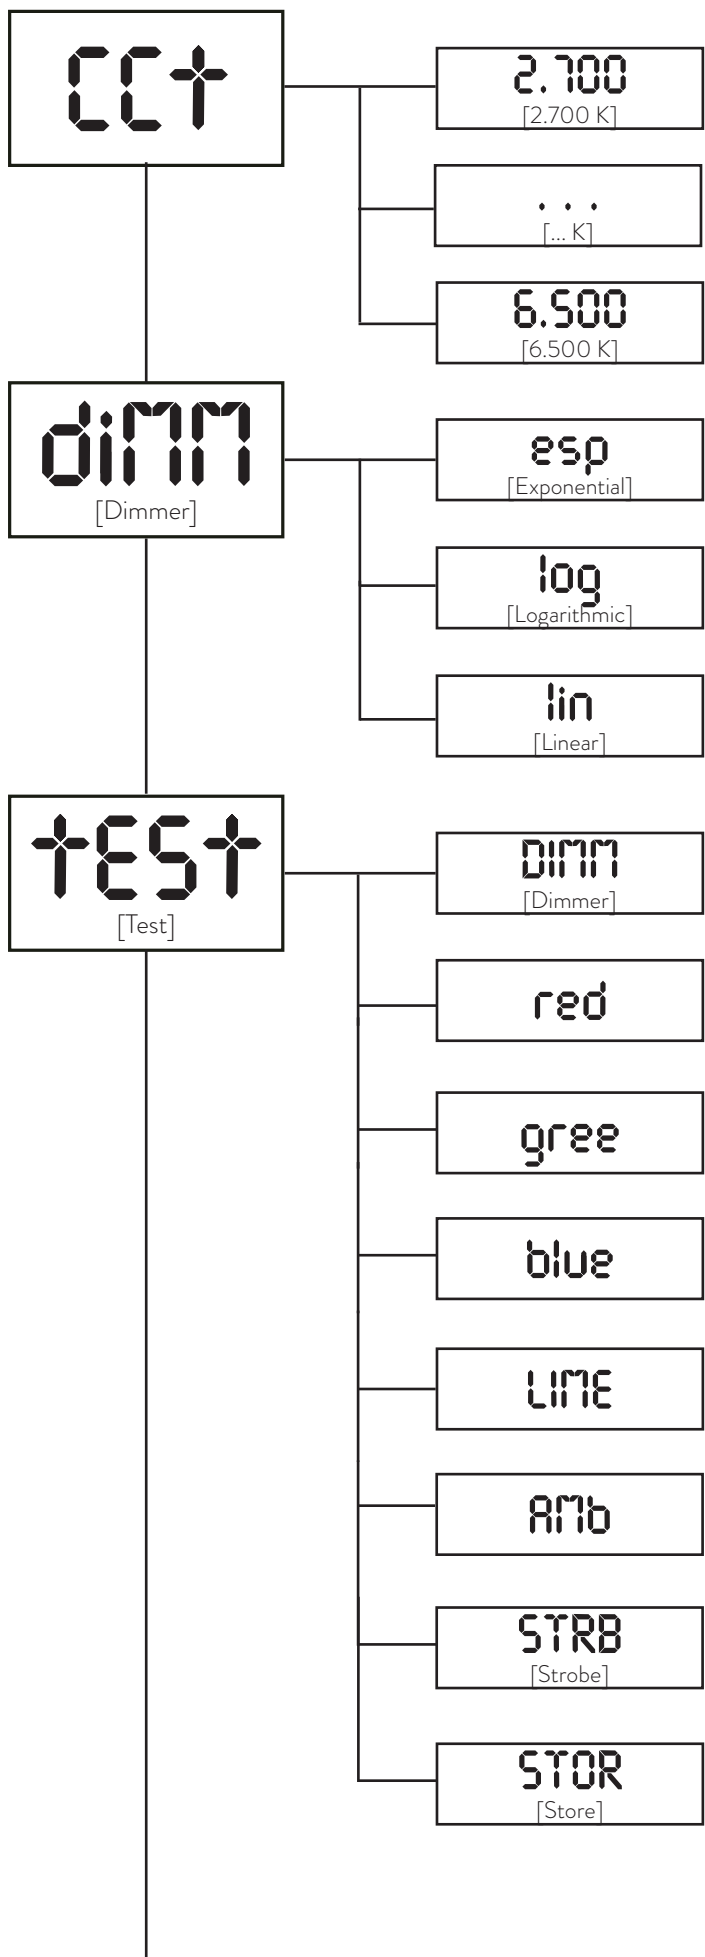 CCt
2.700
[2.700 K]
...
[... K]
6.500
[6.500 K]
diMM
[Dimmer]
esp
[Exponential]
log
[Logarithmic]
lin
[Linear]
tESt
[Test]
DIMM
[Dimmer]
red
gree
blue
LIME
AMb
STRB
[Strobe]
STOR
[Store]